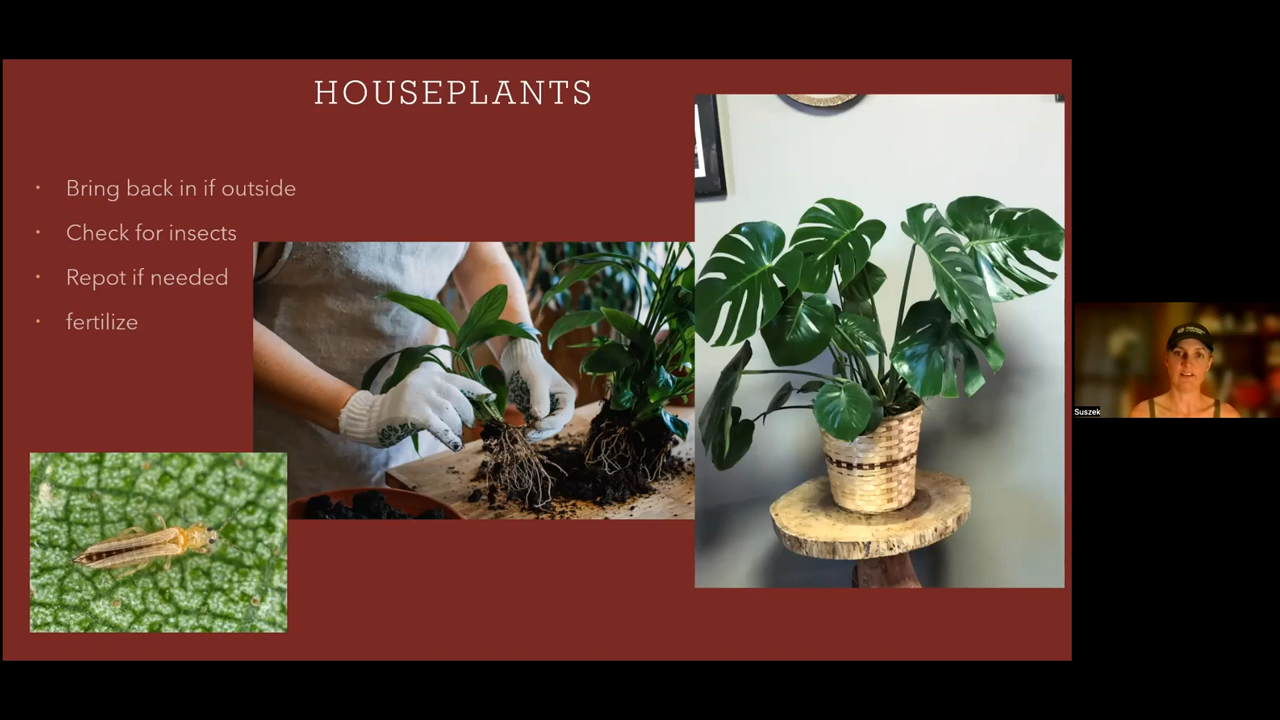 HOUSEPLANTS
• Bring back in if outside
• Check for insects
• Repot if needed
• fertilize
Suszek